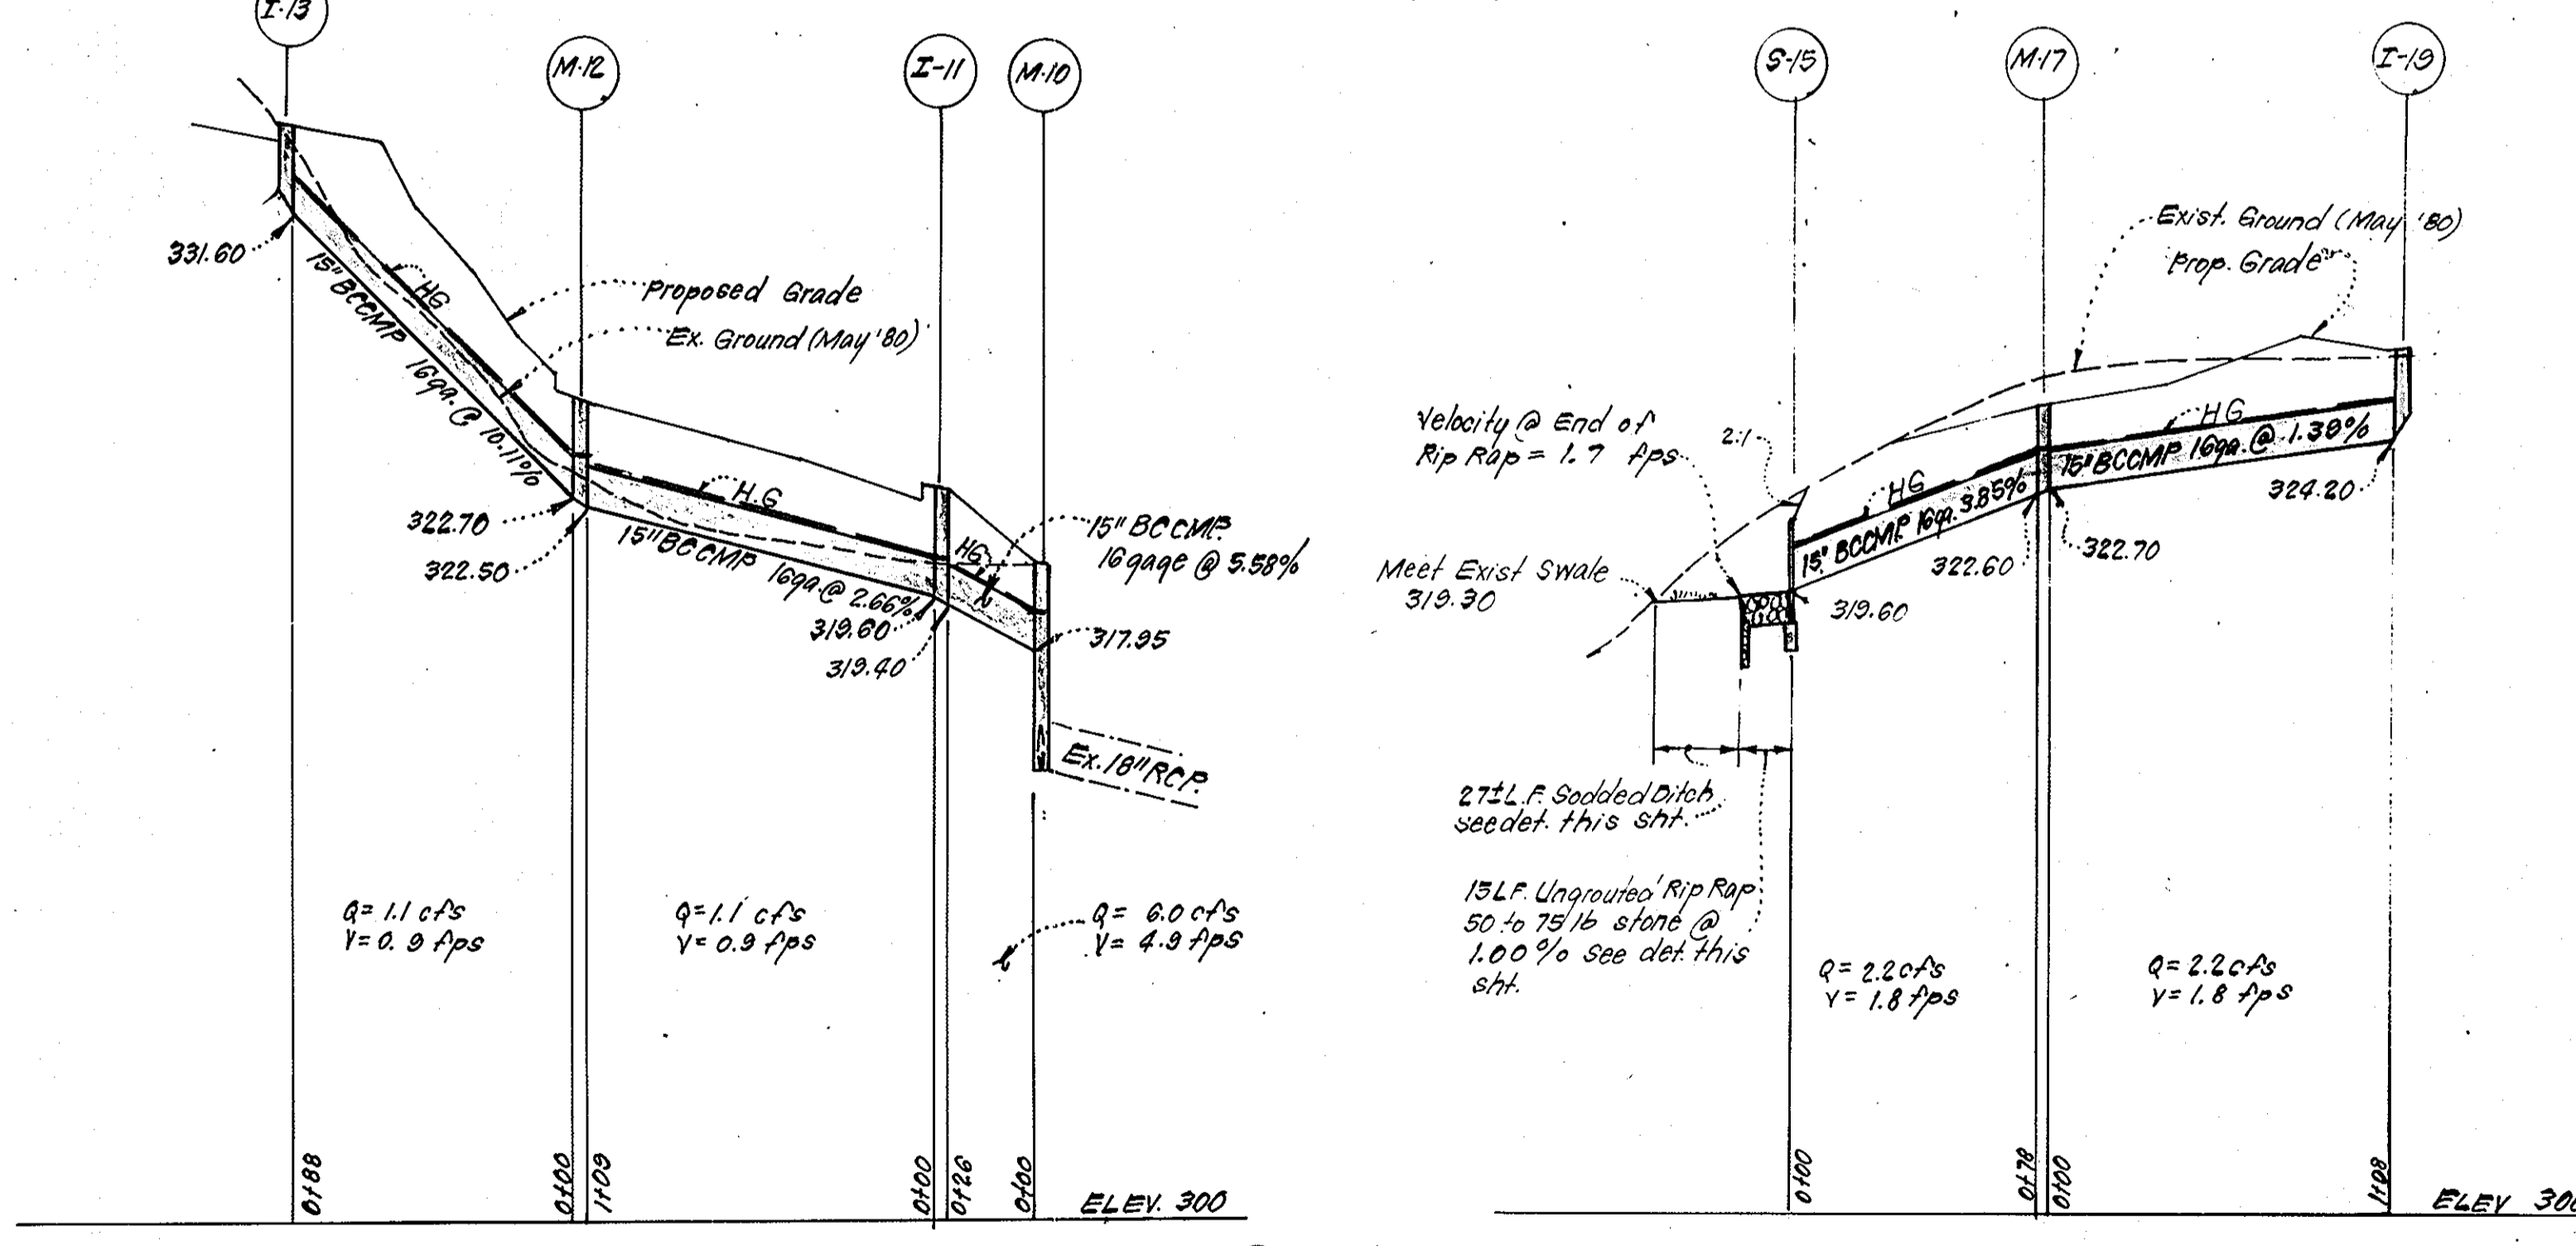 I-13
M-12
I-11
M-10
331.60
15" BCCMP 16ga. @ 10.11%
HG
Proposed Grade
Ex. Ground (May '80)
322.70
322.50
H.G
15" BCCMP 16ga. @ 2.66%
319.60
319.40
HG
15" BCCMP.
16 gage @ 5.58%
317.95
Ex. 18" RCP.
Q= 1.1 cfs
V= 0.9 fps
Q= 1.1 cfs
V= 0.9 fps
Q= 6.0 cfs
V= 4.9 fps
0+88
0+00
1+09
0+00
0+26
0+00
ELEV. 300
S-15
M-17
I-19
Exist. Ground (May '80)
Prop. Grade
Velocity @ End of
Rip Rap = 1.7 fps
2:1
HG
15" BCCMP. 16ga. 3.85%
HG
15" BCCMP 16ga. @ 1.39%
324.20
322.60
322.70
Meet Exist Swale
319.30
319.60
27± L.F. Sodded Ditch
see det. this sht.
15 L.F. Ungrouted Rip Rap
50 to 75 lb stone @
1.00% see det. this
sht.
Q= 2.2 cfs
V= 1.8 fps
Q= 2.2 cfs
V= 1.8 fps
0+00
0+78
0+00
1+08
ELEV 300